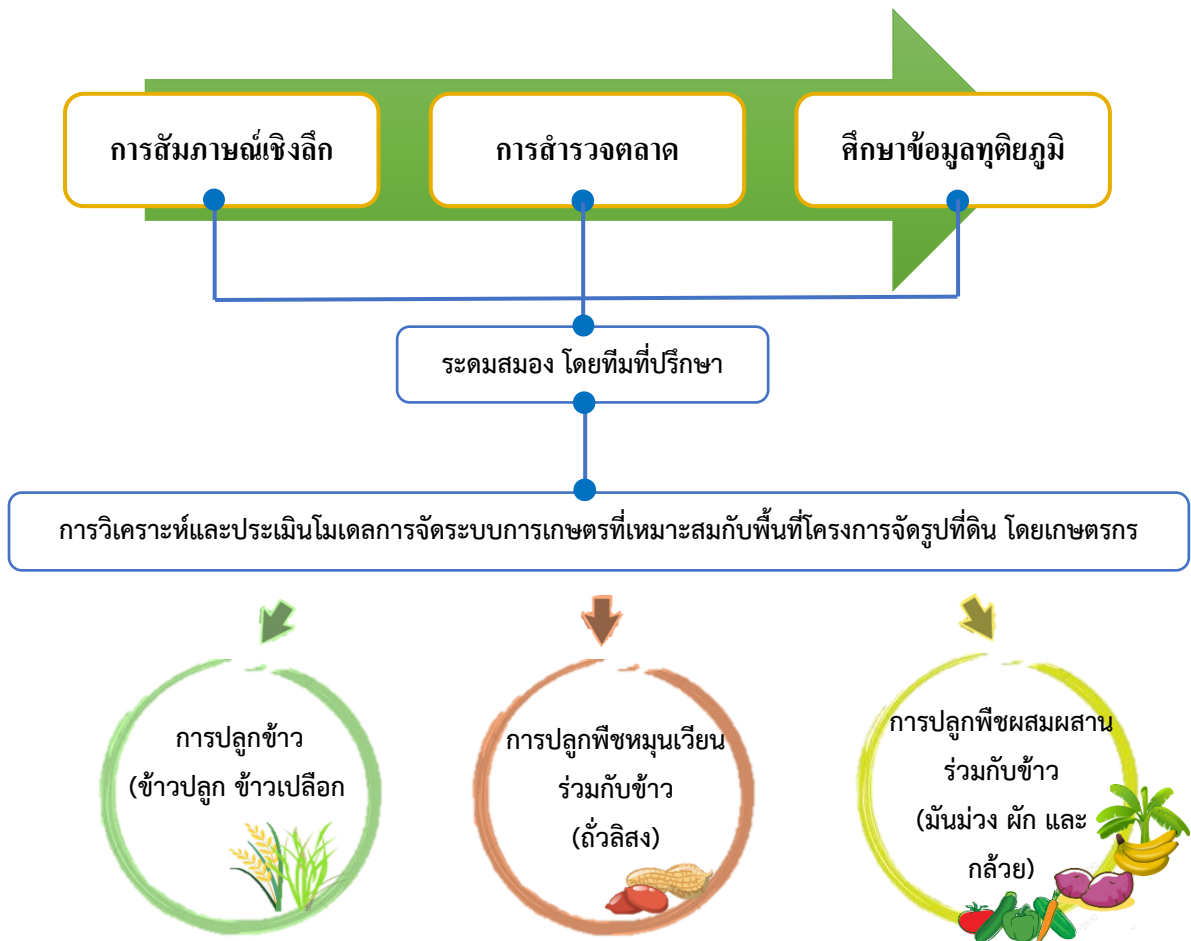 การสัมภาษณ์เชิงลึก
การสำรวจตลาด
ศึกษาข้อมูลทุติยภูมิ
ระดมสมอง โดยทีมที่ปรึกษา
การวิเคราะห์และประเมินโมเดลการจัดระบบการเกษตรที่เหมาะสมกับพื้นที่โครงการจัดรูปที่ดิน โดยเกษตรกร
การปลูกข้าว
(ข้าวปลูก ข้าวเปลือก
การปลูกพืชหมุนเวียน
ร่วมกับข้าว
(ถั่วลิสง)
การปลูกพืชผสมผสาน
ร่วมกับข้าว
(มันม่วง ผัก และ
กล้วย)